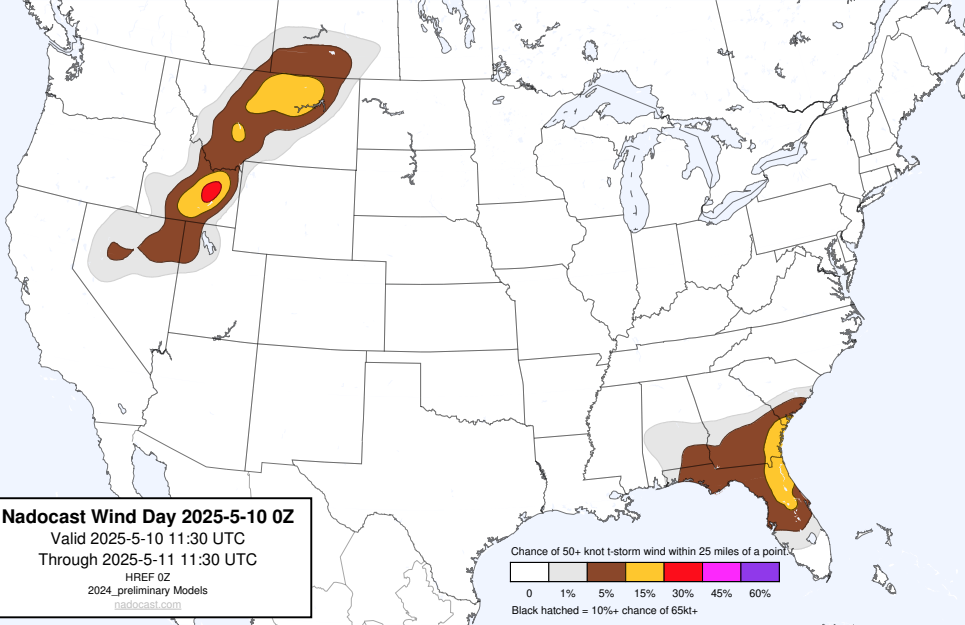 Nadocast Wind Day 2025-5-10 0Z
Valid 2025-5-10 11:30 UTC
Through 2025-5-11 11:30 UTC
HREF 0Z
2024_preliminary Models
nadocast.com
Chance of 50+ knot t-storm wind within 25 miles of a point.
0 1% 5% 15% 30% 45% 60%
Black hatched = 10%+ chance of 65kt+